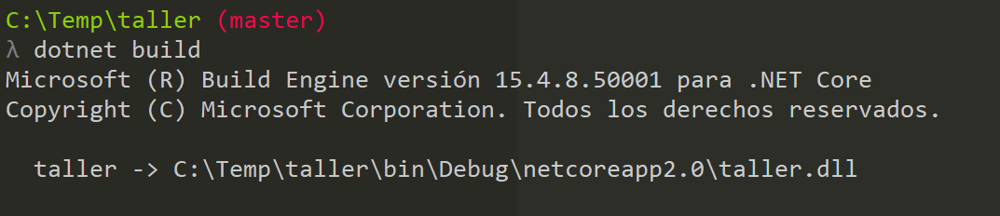 C:\Temp\taller (master)
λ dotnet build
Microsoft (R) Build Engine versión 15.4.8.50001 para .NET Core
Copyright (C) Microsoft Corporation. Todos los derechos reservados.
taller -> C:\Temp\taller\bin\Debug\netcoreapp2.0\taller.dll